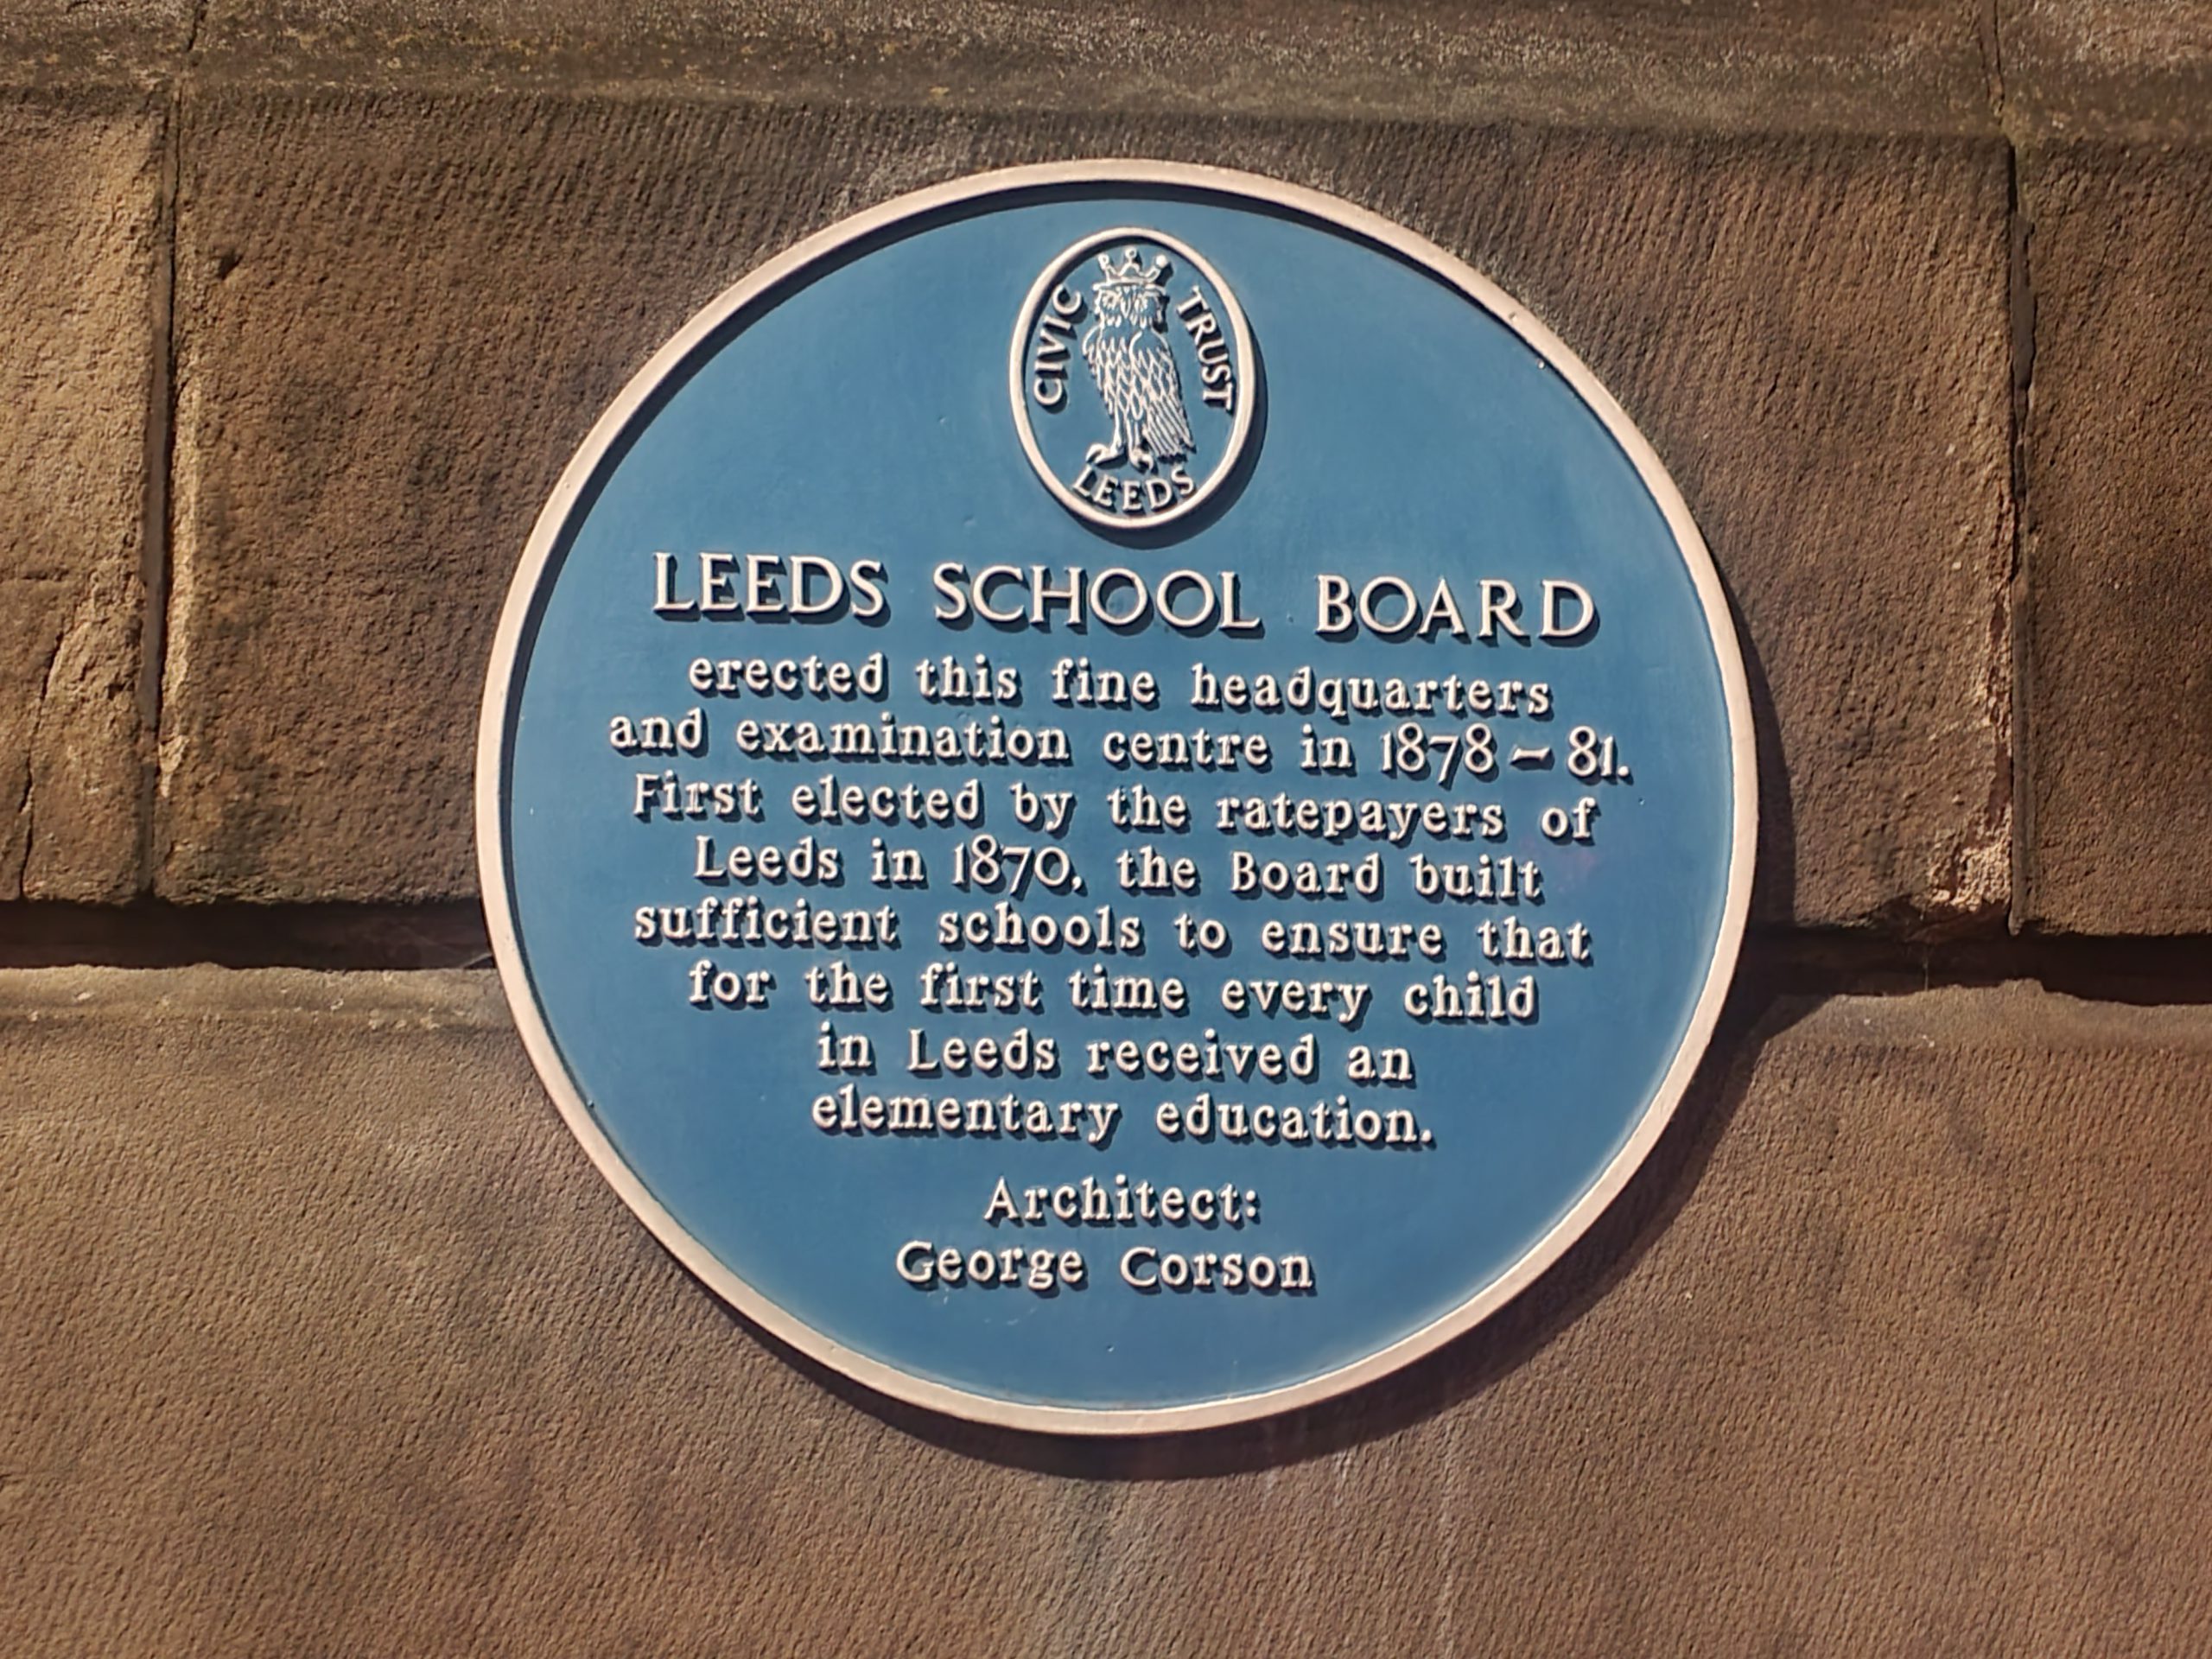 CIVIC TRUST
LEEDS
LEEDS SCHOOL BOARD
erected this fine headquarters
and examination centre in 1878 – 81.
First elected by the ratepayers of
Leeds in 1870, the Board built
sufficient schools to ensure that
for the first time every child
in Leeds received an
elementary education.
Architect:
George Corson